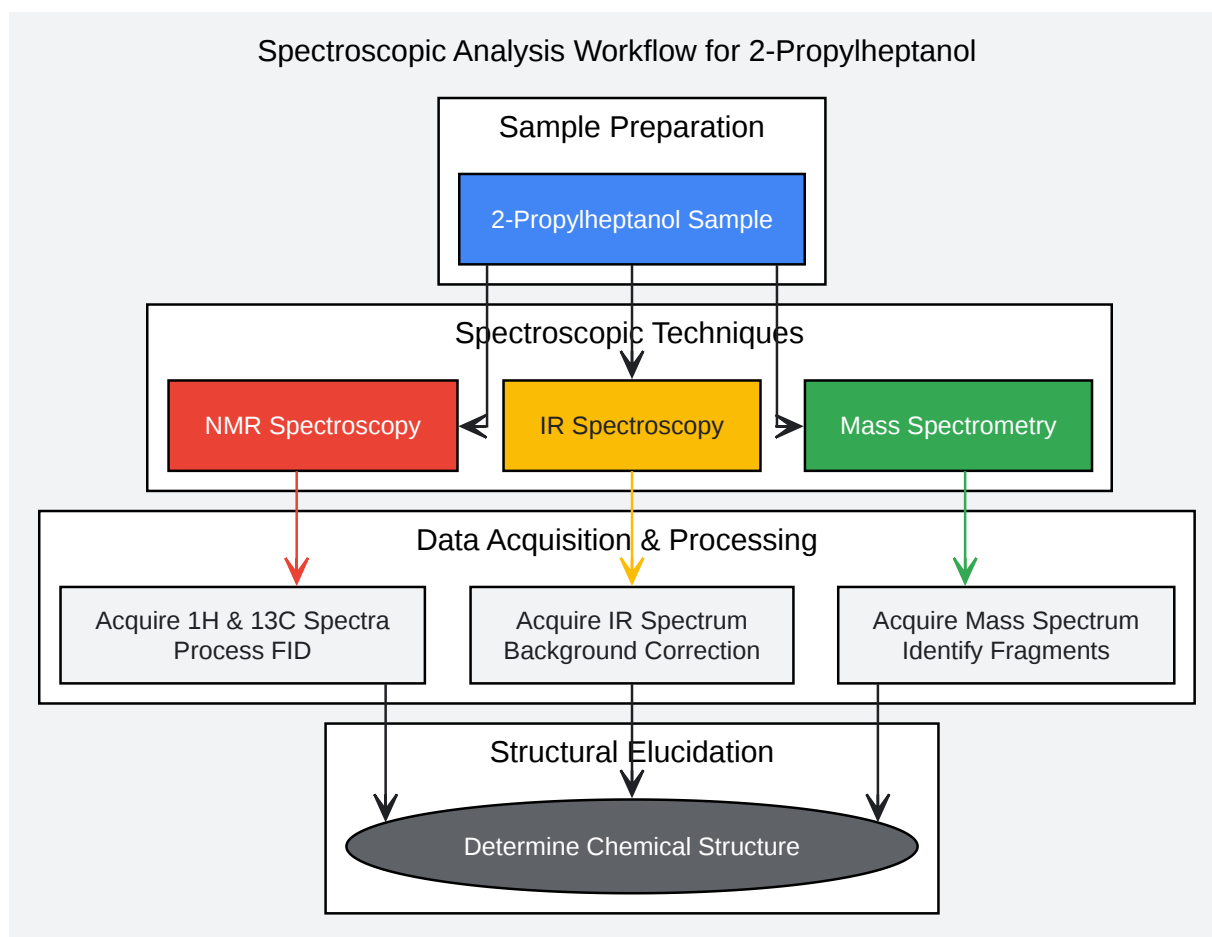 Spectroscopic Analysis Workflow for 2-Propylheptanol
Sample Preparation
2-Propylheptanol Sample
Spectroscopic Techniques
NMR Spectroscopy
IR Spectroscopy
Mass Spectrometry
Data Acquisition & Processing
Acquire 1H & 13C Spectra
Process FID
Acquire IR Spectrum
Background Correction
Acquire Mass Spectrum
Identify Fragments
Structural Elucidation
Determine Chemical Structure